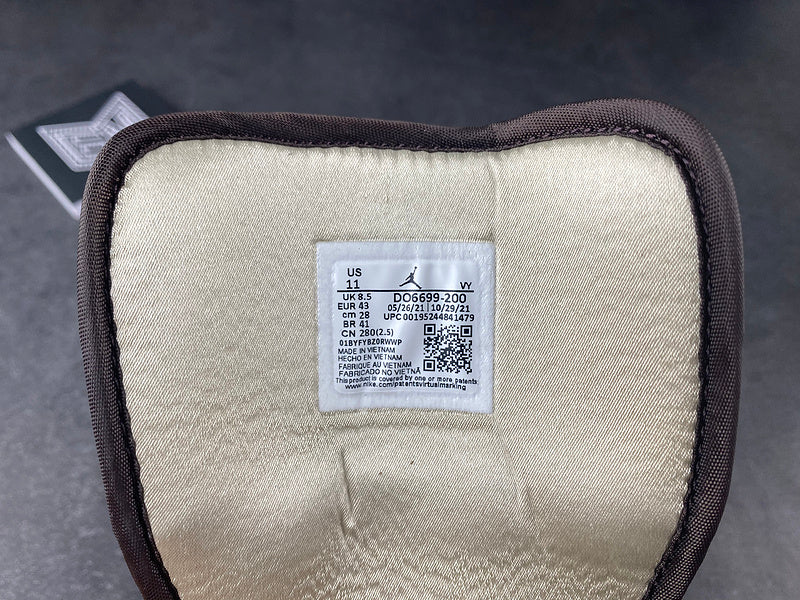 US
11
VY
UK 8.5
DO6699-200
EUR 43
05/26/21 | 10/29/21
cm 28
UPC 00195244841479
BR 41
CN 280(2.5)
01BYFYBZ0RWWP
MADE IN VIETNAM
HECHO EN VIETNAM
FABRIQUE AU VIETNAM
FABRICADO NO VIETNÃ
This product is covered by one or more patents:
www.nike.com/patentsvirtualmarking